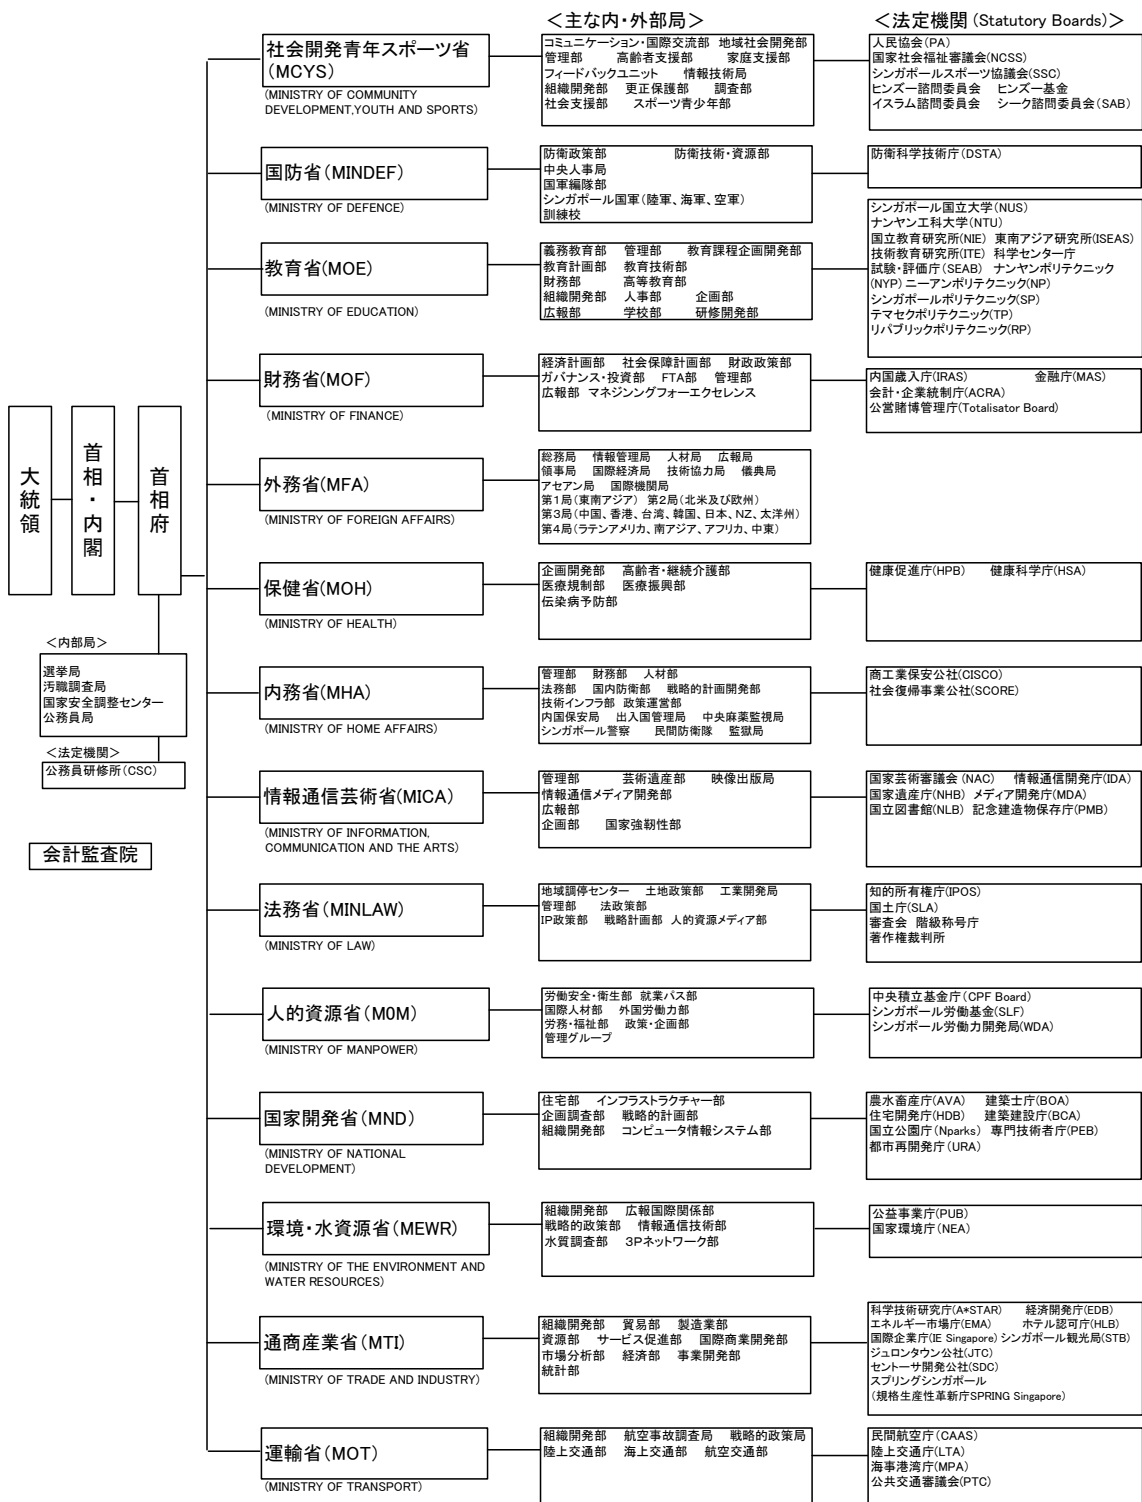 ＜主な内・外部局＞
＜法定機関 (Statutory Boards)＞
大統領
首相・内閣
首相府
＜内部局＞
選挙局
汚職調査局
国家安全調整センター
公務員局
＜法定機関＞
公務員研修所(CSC)
会計監査院
社会開発青年スポーツ省
(MCYS)
(MINISTRY OF COMMUNITY
DEVELOPMENT,YOUTH AND SPORTS)
コミュニケーション・国際交流部 地域社会開発部
管理部 高齢者支援部 家庭支援部
フィードバックユニット 情報技術局
組織開発部 更正保護部 調査部
社会支援部 スポーツ青少年部
人民協会(PA)
国家社会福祉審議会(NCSS)
シンガポールスポーツ協議会(SSC)
ヒンズー諮問委員会 ヒンズー基金
イスラム諮問委員会 シーク諮問委員会(SAB)
国防省(MINDEF)
(MINISTRY OF DEFENCE)
防衛政策部 防衛技術・資源部
中央人事局
国軍編隊部
シンガポール国軍(陸軍、海軍、空軍)
訓練校
防衛科学技術庁(DSTA)
教育省(MOE)
(MINISTRY OF EDUCATION)
義務教育部 管理部 教育課程企画開発部
教育計画部 教育技術部
財務部 高等教育部
組織開発部 人事部 企画部
広報部 学校部 研修開発部
シンガポール国立大学(NUS)
ナンヤン工科大学(NTU)
国立教育研究所(NIE) 東南アジア研究所(ISEAS)
技術教育研究所(ITE) 科学センター庁
試験・評価庁(SEAB) ナンヤンポリテクニック
(NYP) ニーアンポリテクニック(NP)
シンガポールポリテクニック(SP)
テマセクポリテクニック(TP)
リパブリックポリテクニック(RP)
財務省(MOF)
(MINISTRY OF FINANCE)
経済計画部 社会保障計画部 財政政策部
ガバナンス・投資部 FTA部 管理部
広報部 マネジンングフォーエクセレンス
内国歳入庁(IRAS) 金融庁(MAS)
会計・企業統制庁(ACRA)
公営賭博管理庁(Totalisator Board)
外務省(MFA)
(MINISTRY OF FOREIGN AFFAIRS)
総務局 情報管理局 人材局 広報局
領事局 国際経済局 技術協力局 儀典局
アセアン局 国際機関局
第1局(東南アジア) 第2局(北米及び欧州)
第3局(中国、香港、台湾、韓国、日本、NZ、太洋州)
第4局(ラテンアメリカ、南アジア、アフリカ、中東)
保健省(MOH)
(MINISTRY OF HEALTH)
企画開発部 高齢者・継続介護部
医療規制部 医療振興部
伝染病予防部
健康促進庁(HPB) 健康科学庁(HSA)
内務省(MHA)
(MINISTRY OF HOME AFFAIRS)
管理部 財務部 人材部
法務部 国内防衛部 戦略的計画開発部
技術インフラ部 政策運営部
内国保安局 出入国管理局 中央麻薬監視局
シンガポール警察 民間防衛隊 監獄局
商工業保安公社(CISCO)
社会復帰事業公社(SCORE)
情報通信芸術省(MICA)
(MINISTRY OF INFORMATION,
COMMUNICATION AND THE ARTS)
管理部 芸術遺産部 映像出版局
情報通信メディア開発部
広報部
企画部 国家強靭性部
国家芸術審議会 (NAC) 情報通信開発庁(IDA)
国家遺産庁(NHB) メディア開発庁(MDA)
国立図書館(NLB) 記念建造物保存庁(PMB)
法務省(MINLAW)
(MINISTRY OF LAW)
地域調停センター 土地政策部 工業開発局
管理部 法政策部
IP政策部 戦略計画部 人的資源メディア部
知的所有権庁(IPOS)
国土庁(SLA)
審査会 階級称号庁
著作権裁判所
人的資源省(M0M)
(MINISTRY OF MANPOWER)
労働安全・衛生部 就業パス部
国際人材部 外国労働力部
労務・福祉部 政策・企画部
管理グループ
中央積立基金庁(CPF Board)
シンガポール労働基金(SLF)
シンガポール労働力開発局(WDA)
国家開発省(MND)
(MINISTRY OF NATIONAL
DEVELOPMENT)
住宅部 インフラストラクチャー部
企画調査部 戦略的計画部
組織開発部 コンピュータ情報システム部
農水畜産庁(AVA) 建築士庁(BOA)
住宅開発庁(HDB) 建築建設庁(BCA)
国立公園庁(Nparks) 専門技術者庁(PEB)
都市再開発庁(URA)
環境・水資源省(MEWR)
(MINISTRY OF THE ENVIRONMENT AND
WATER RESOURCES)
組織開発部 広報国際関係部
戦略的政策部 情報通信技術部
水質調査部 3Pネットワーク部
公益事業庁(PUB)
国家環境庁(NEA)
通商産業省(MTI)
(MINISTRY OF TRADE AND INDUSTRY)
組織開発部 貿易部 製造業部
資源部 サービス促進部 国際商業開発部
市場分析部 経済部 事業開発部
統計部
科学技術研究庁(A*STAR) 経済開発庁(EDB)
エネルギー市場庁(EMA) ホテル認可庁(HLB)
国際企業庁(IE Singapore) シンガポール観光局(STB)
ジュロンタウン公社(JTC)
セントーサ開発公社(SDC)
スプリングシンガポール
(規格生産性革新庁SPRING Singapore)
運輸省(MOT)
(MINISTRY OF TRANSPORT)
組織開発部 航空事故調査局 戦略的政策局
陸上交通部 海上交通部 航空交通部
民間航空庁(CAAS)
陸上交通庁(LTA)
海事港湾庁(MPA)
公共交通審議会(PTC)